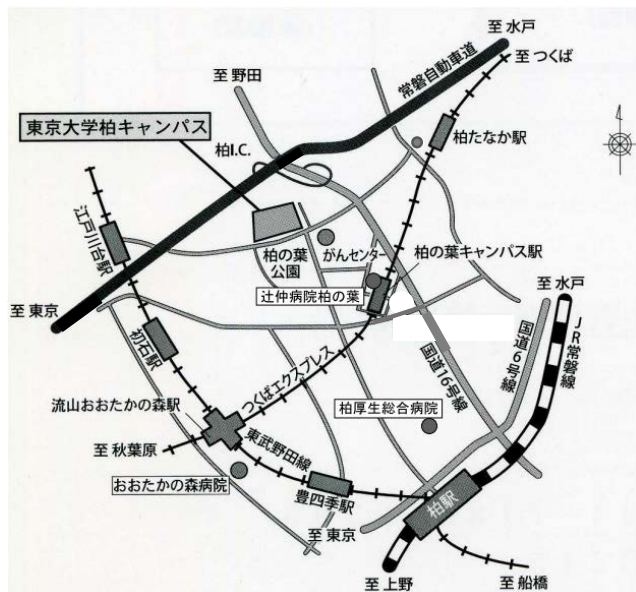 至 水戸
至 つくば
常磐自動車道
至 野田
東京大学柏キャンパス
柏I.C.
柏たなか駅
江戸川台駅
柏の葉
公園
がんセンター
柏の葉キャンパス駅
辻仲病院柏の葉
至 水戸
至 東京
初石駅
国道6号線
JR常磐線
つくばエクスプレス
国道16号線
流山おおたかの森駅
柏厚生総合病院
至 秋葉原
東武野田線
おおたかの森病院
豊四季駅
柏駅
至 東京
至 上野
至 船橋